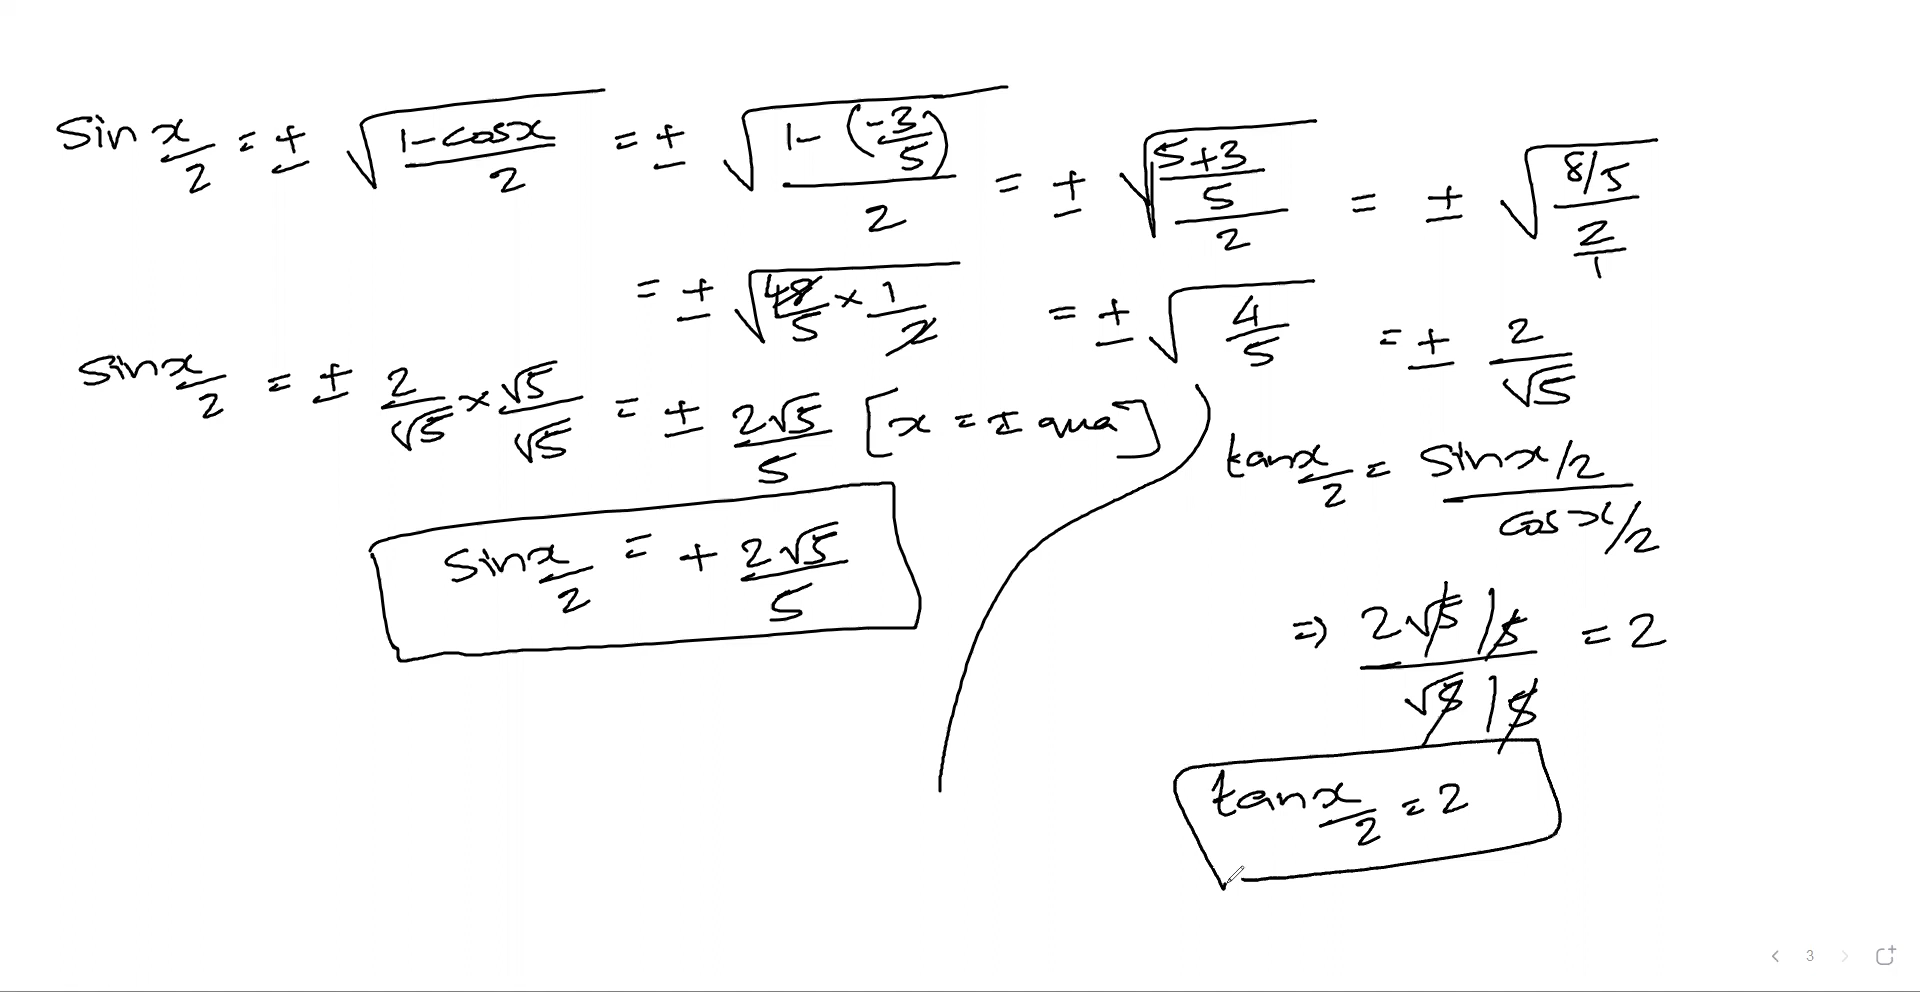 sin x/2 = ± √((1-cosx)/2) = ± √((1-(-3/5))/2) = ± √(((5+3)/5)/2) = ± √((8/5)/(2/1))
= ± √(48/5 × 1/2) = ± √(4/5) = ± 2/√5
sin x/2 = ± 2/√5 × √5/√5 = ± 2√5/5 [x = I qua]
sin x/2 = + 2√5/5
tan x/2 = sin x/2 / cos x/2
=> (2√5/5)/(√5/5) = 2
tan x/2 = 2
3